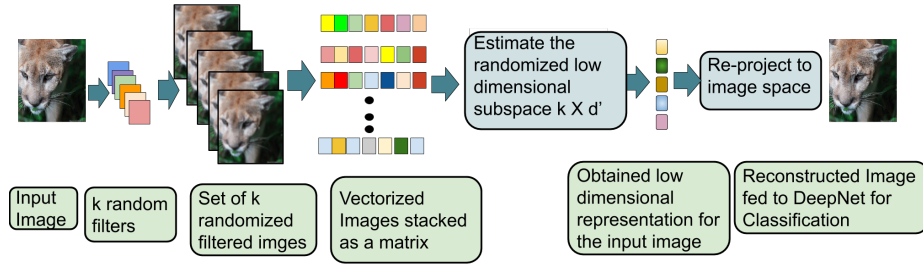 Estimate the
randomized low
dimensional
subspace k X d’
Re-project to
image space
Input
Image
k random
filters
Set of k
randomized
filtered imges
Vectorized
Images stacked
as a matrix
Obtained low
dimensional
representation for
the input image
Reconstructed Image
fed to DeepNet for
Classification